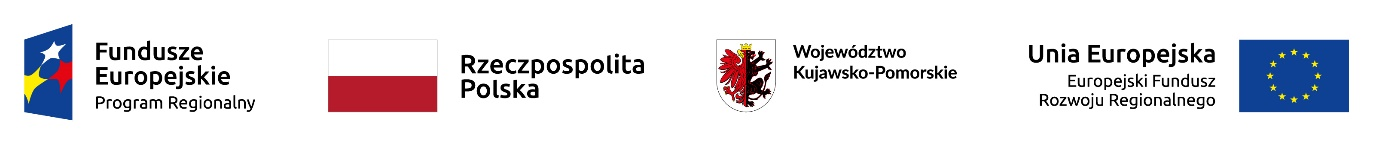 Fundusze
Europejskie
Program Regionalny
Rzeczpospolita
Polska
Województwo
Kujawsko-Pomorskie
Unia Europejska
Europejski Fundusz
Rozwoju Regionalnego